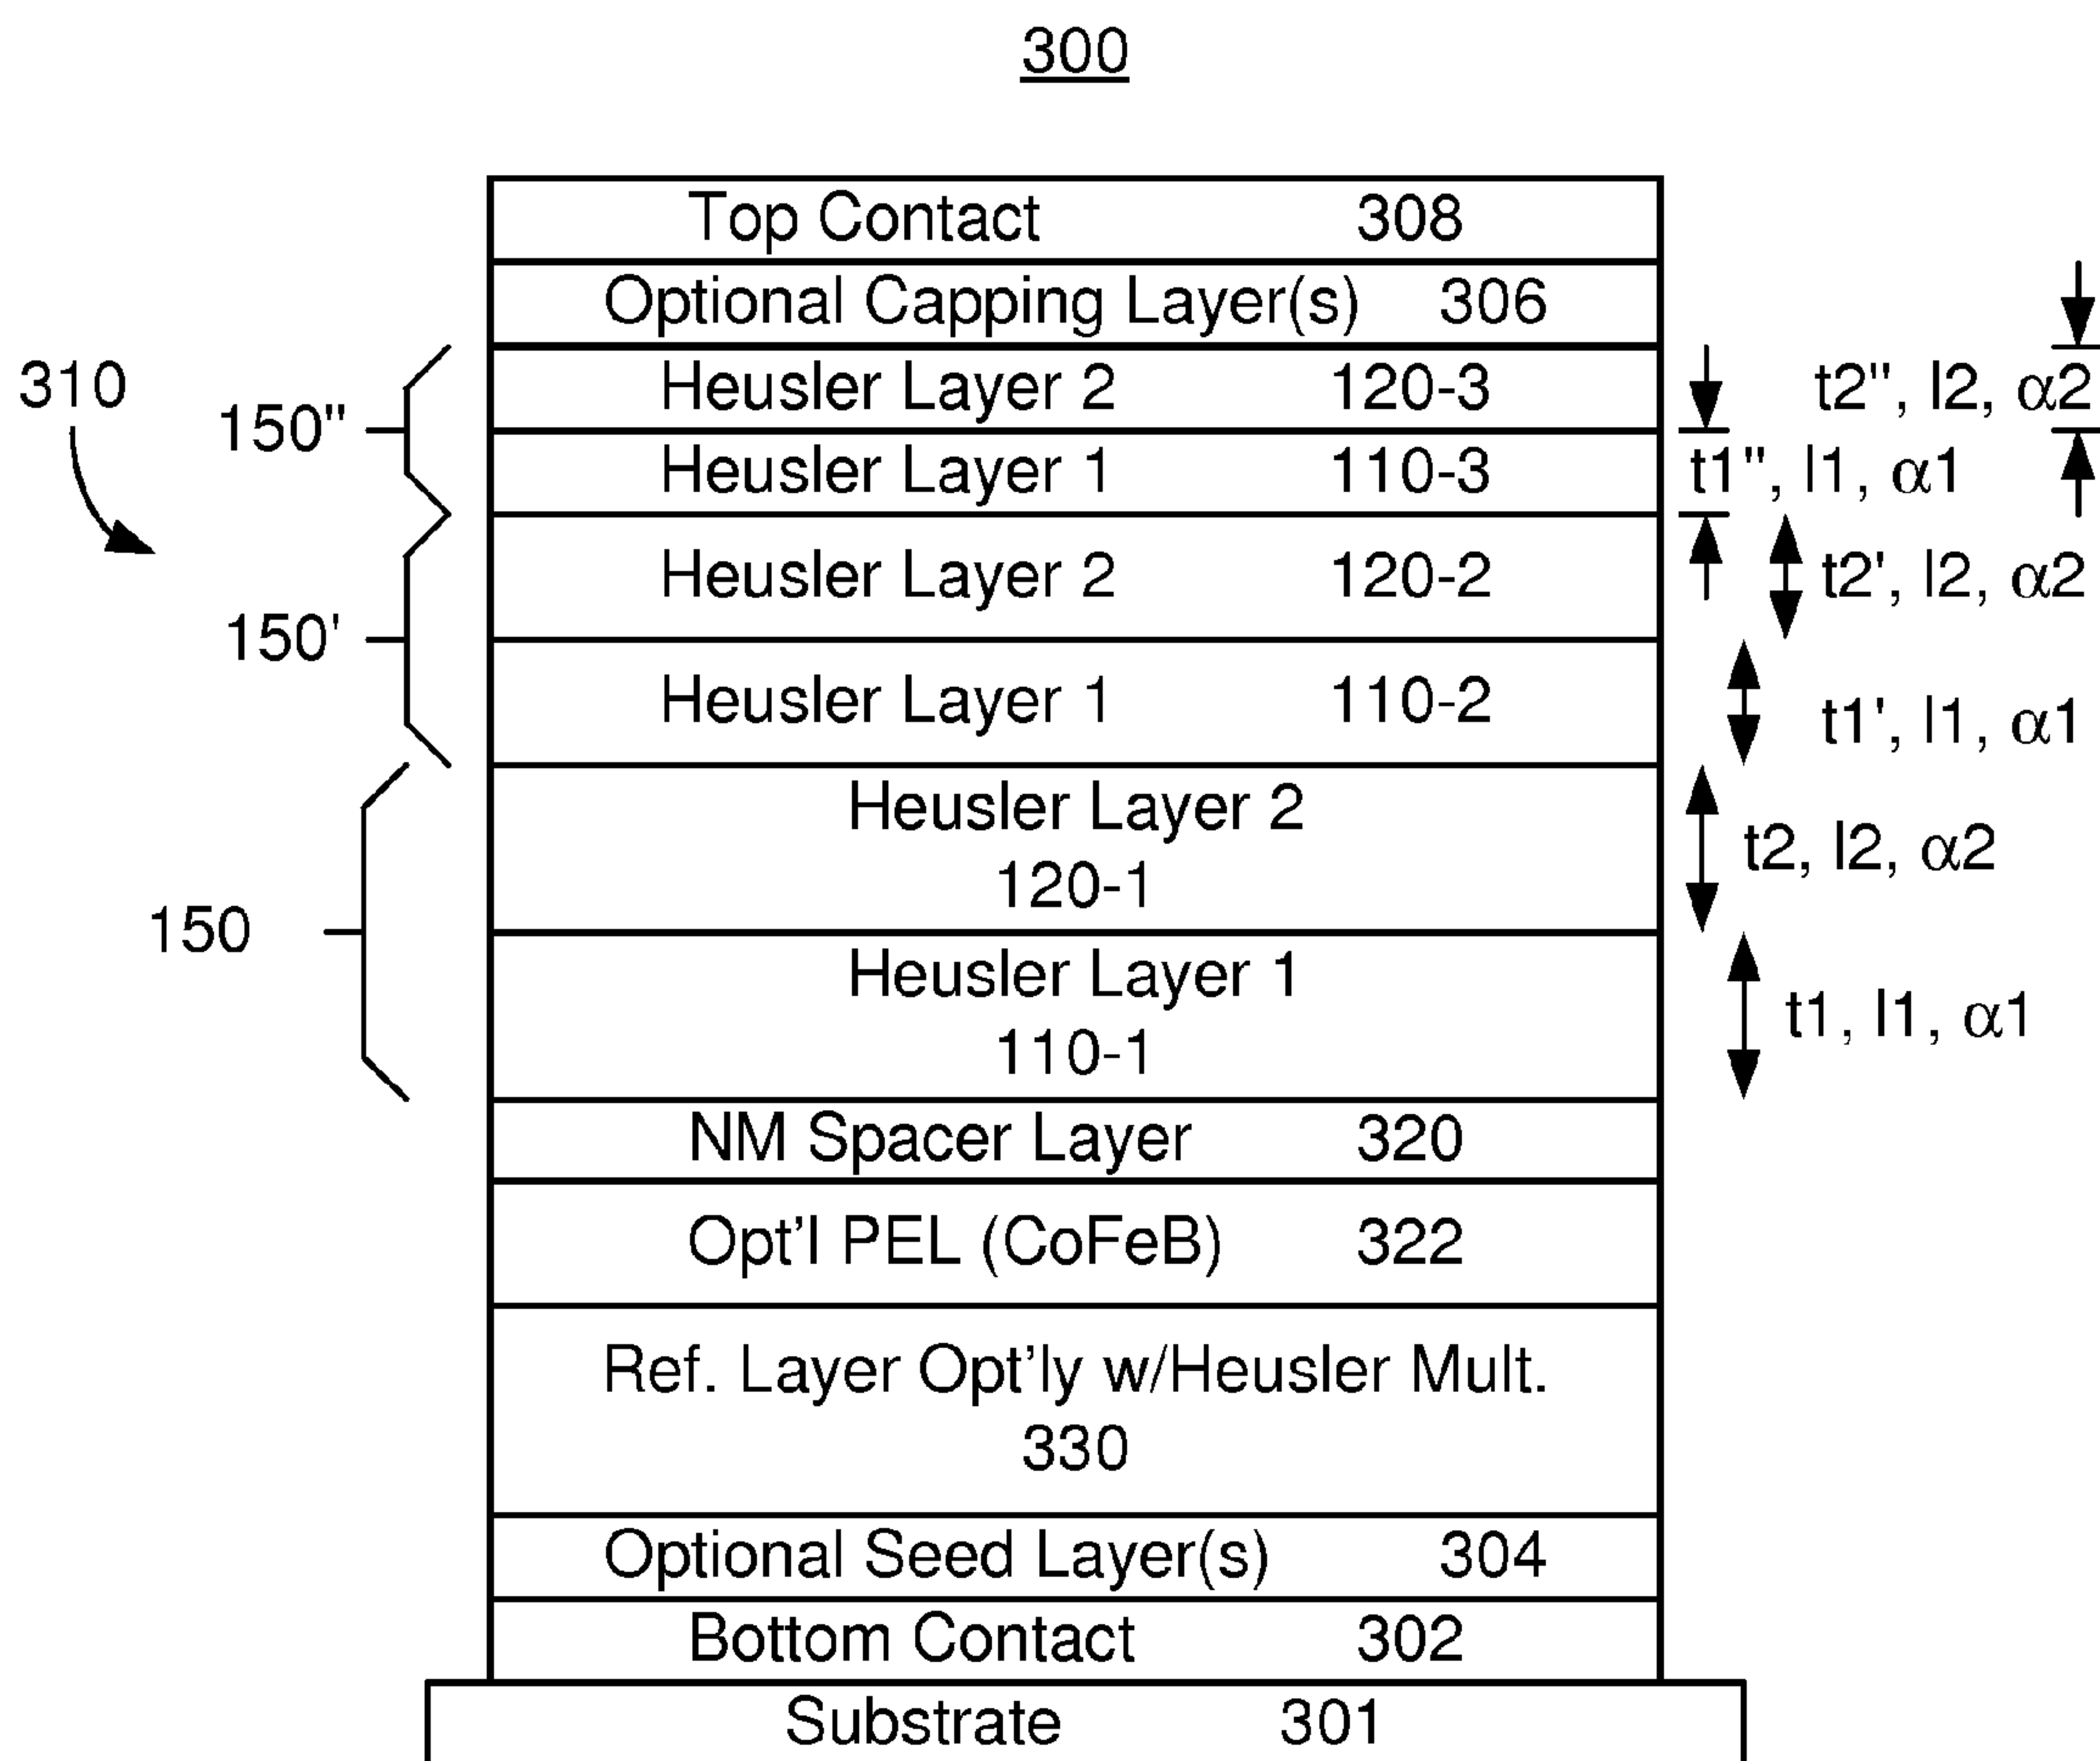 300
Top Contact 308
Optional Capping Layer(s) 306
310
150"
Heusler Layer 2 120-3
t2", l2, α2
Heusler Layer 1 110-3
t1", l1, α1
Heusler Layer 2 120-2
t2', l2, α2
150'
Heusler Layer 1 110-2
t1', l1, α1
Heusler Layer 2
120-1
t2, l2, α2
150
Heusler Layer 1
110-1
t1, l1, α1
NM Spacer Layer 320
Opt’l PEL (CoFeB) 322
Ref. Layer Opt’ly w/Heusler Mult.
330
Optional Seed Layer(s) 304
Bottom Contact 302
Substrate 301